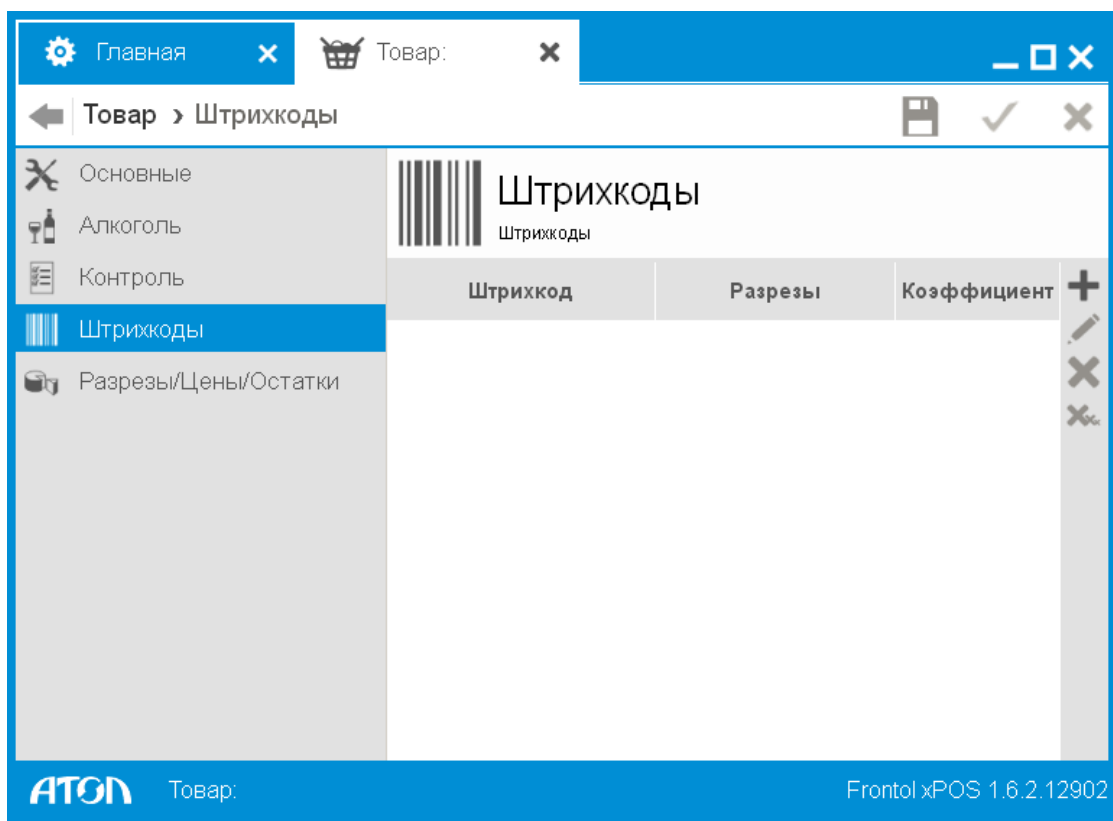 Главная
Товар:
Товар › Штрихкоды
Основные
Алкоголь
Контроль
Штрихкоды
Разрезы/Цены/Остатки
Штрихкоды
Штрихкоды
Штрихкод Разрезы Коэффициент
АТОЛ Товар: Frontol xPOS 1.6.2.12902